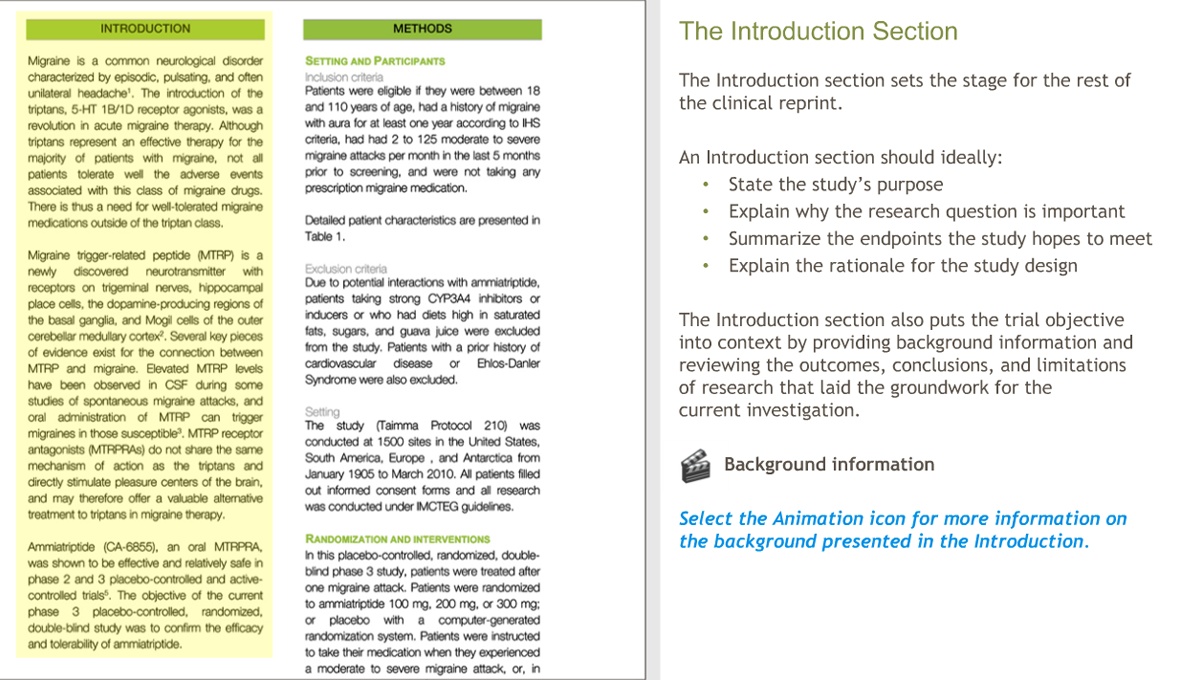 INTRODUCTION
Migraine is a common neurological disorder
characterized by episodic, pulsating, and often
unilateral headache¹. The introduction of the
triptans, 5-HT 1B/1D receptor agonists, was a
revolution in acute migraine therapy. Although
triptans represent an effective therapy for the
majority of patients with migraine, not all
patients tolerate well the adverse events
associated with this class of migraine drugs.
There is thus a need for well-tolerated migraine
medications outside of the triptan class.
Migraine trigger-related peptide (MTRP) is a
newly discovered neurotransmitter with
receptors on trigeminal nerves, hippocampal
place cells, the dopamine-producing regions of
the basal ganglia, and Mogil cells of the outer
cerebellar medullary cortex². Several key pieces
of evidence exist for the connection between
MTRP and migraine. Elevated MTRP levels
have been observed in CSF during some
studies of spontaneous migraine attacks, and
oral administration of MTRP can trigger
migraines in those susceptible³. MTRP receptor
antagonists (MTRPRAs) do not share the same
mechanism of action as the triptans and
directly stimulate pleasure centers of the brain,
and may therefore offer a valuable alternative
treatment to triptans in migraine therapy.
Ammiatriptide (CA-6855), an oral MTRPRA,
was shown to be effective and relatively safe in
phase 2 and 3 placebo-controlled and active-
controlled trials⁵. The objective of the current
phase 3 placebo-controlled, randomized,
double-blind study was to confirm the efficacy
and tolerability of ammiatriptide.
METHODS
SETTING AND PARTICIPANTS
Inclusion criteria
Patients were eligible if they were between 18
and 110 years of age, had a history of migraine
with aura for at least one year according to IHS
criteria, had had 2 to 125 moderate to severe
migraine attacks per month in the last 5 months
prior to screening, and were not taking any
prescription migraine medication.
Detailed patient characteristics are presented in
Table 1.
Exclusion criteria
Due to potential interactions with ammiatriptide,
patients taking strong CYP3A4 inhibitors or
inducers or who had diets high in saturated
fats, sugars, and guava juice were excluded
from the study. Patients with a prior history of
cardiovascular disease or Ehlos-Danler
Syndrome were also excluded.
Setting
The study (Taimma Protocol 210) was
conducted at 1500 sites in the United States,
South America, Europe , and Antarctica from
January 1905 to March 2010. All patients filled
out informed consent forms and all research
was conducted under IMCTEG guidelines.
RANDOMIZATION AND INTERVENTIONS
In this placebo-controlled, randomized, double-
blind phase 3 study, patients were treated after
one migraine attack. Patients were randomized
to ammiatriptide 100 mg, 200 mg, or 300 mg;
or placebo with a computer-generated
randomization system. Patients were instructed
to take their medication when they experienced
a moderate to severe migraine attack, or, in
The Introduction Section
The Introduction section sets the stage for the rest of
the clinical reprint.
An Introduction section should ideally:
• State the study's purpose
• Explain why the research question is important
• Summarize the endpoints the study hopes to meet
• Explain the rationale for the study design
The Introduction section also puts the trial objective
into context by providing background information and
reviewing the outcomes, conclusions, and limitations
of research that laid the groundwork for the
current investigation.
Background information
Select the Animation icon for more information on
the background presented in the Introduction.